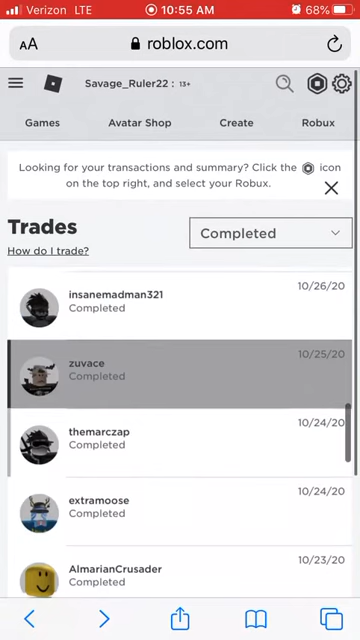 Verizon LTE 10:55 AM 68%
AA roblox.com
Savage_Ruler22 : 13+
Games Avatar Shop Create Robux
Looking for your transactions and summary? Click the icon
on the top right, and select your Robux.
Trades
Completed
How do I trade?
10/26/20
insanemadman321
Completed
10/25/20
zuvace
Completed
10/24/20
themarczap
Completed
10/24/20
extramoose
Completed
10/23/20
AlmarianCrusader
Completed